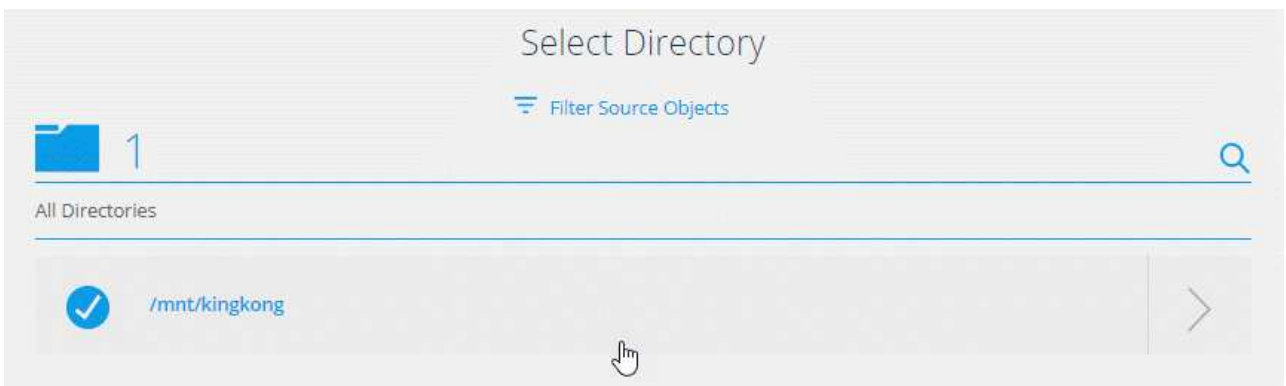 Select Directory
Filter Source Objects
1
All Directories
/mnt/kingkong